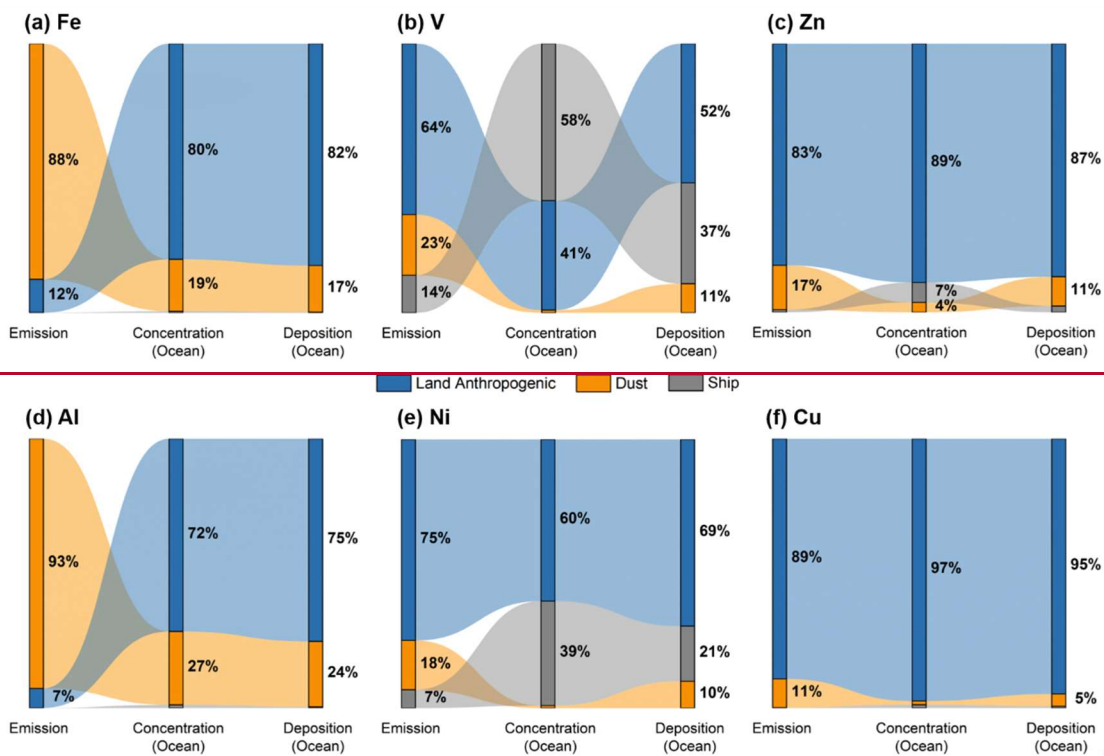 (a) Fe
88%
12%
80%
19%
82%
17%
Emission
Concentration
(Ocean)
Deposition
(Ocean)
(b) V
64%
23%
14%
58%
41%
52%
37%
11%
Emission
Concentration
(Ocean)
Deposition
(Ocean)
(c) Zn
83%
17%
89%
7%
4%
87%
11%
Emission
Concentration
(Ocean)
Deposition
(Ocean)
Land Anthropogenic
Dust
Ship
(d) Al
93%
7%
72%
27%
75%
24%
Emission
Concentration
(Ocean)
Deposition
(Ocean)
(e) Ni
75%
18%
7%
60%
39%
69%
21%
10%
Emission
Concentration
(Ocean)
Deposition
(Ocean)
(f) Cu
89%
11%
97%
95%
5%
Emission
Concentration
(Ocean)
Deposition
(Ocean)